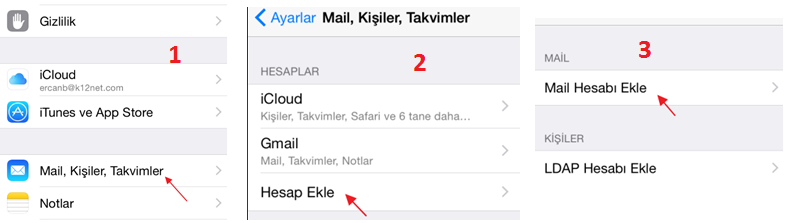 Gizlilik
1
iCloud
ercanb@k12net.com
iTunes ve App Store
Mail, Kişiler, Takvimler
Notlar
Ayarlar Mail, Kişiler, Takvimler
2
HESAPLAR
iCloud
Kişiler, Takvimler, Safari ve 6 tane daha...
Gmail
Mail, Takvimler, Notlar
Hesap Ekle
3
MAİL
Mail Hesabı Ekle
KİŞİLER
LDAP Hesabı Ekle